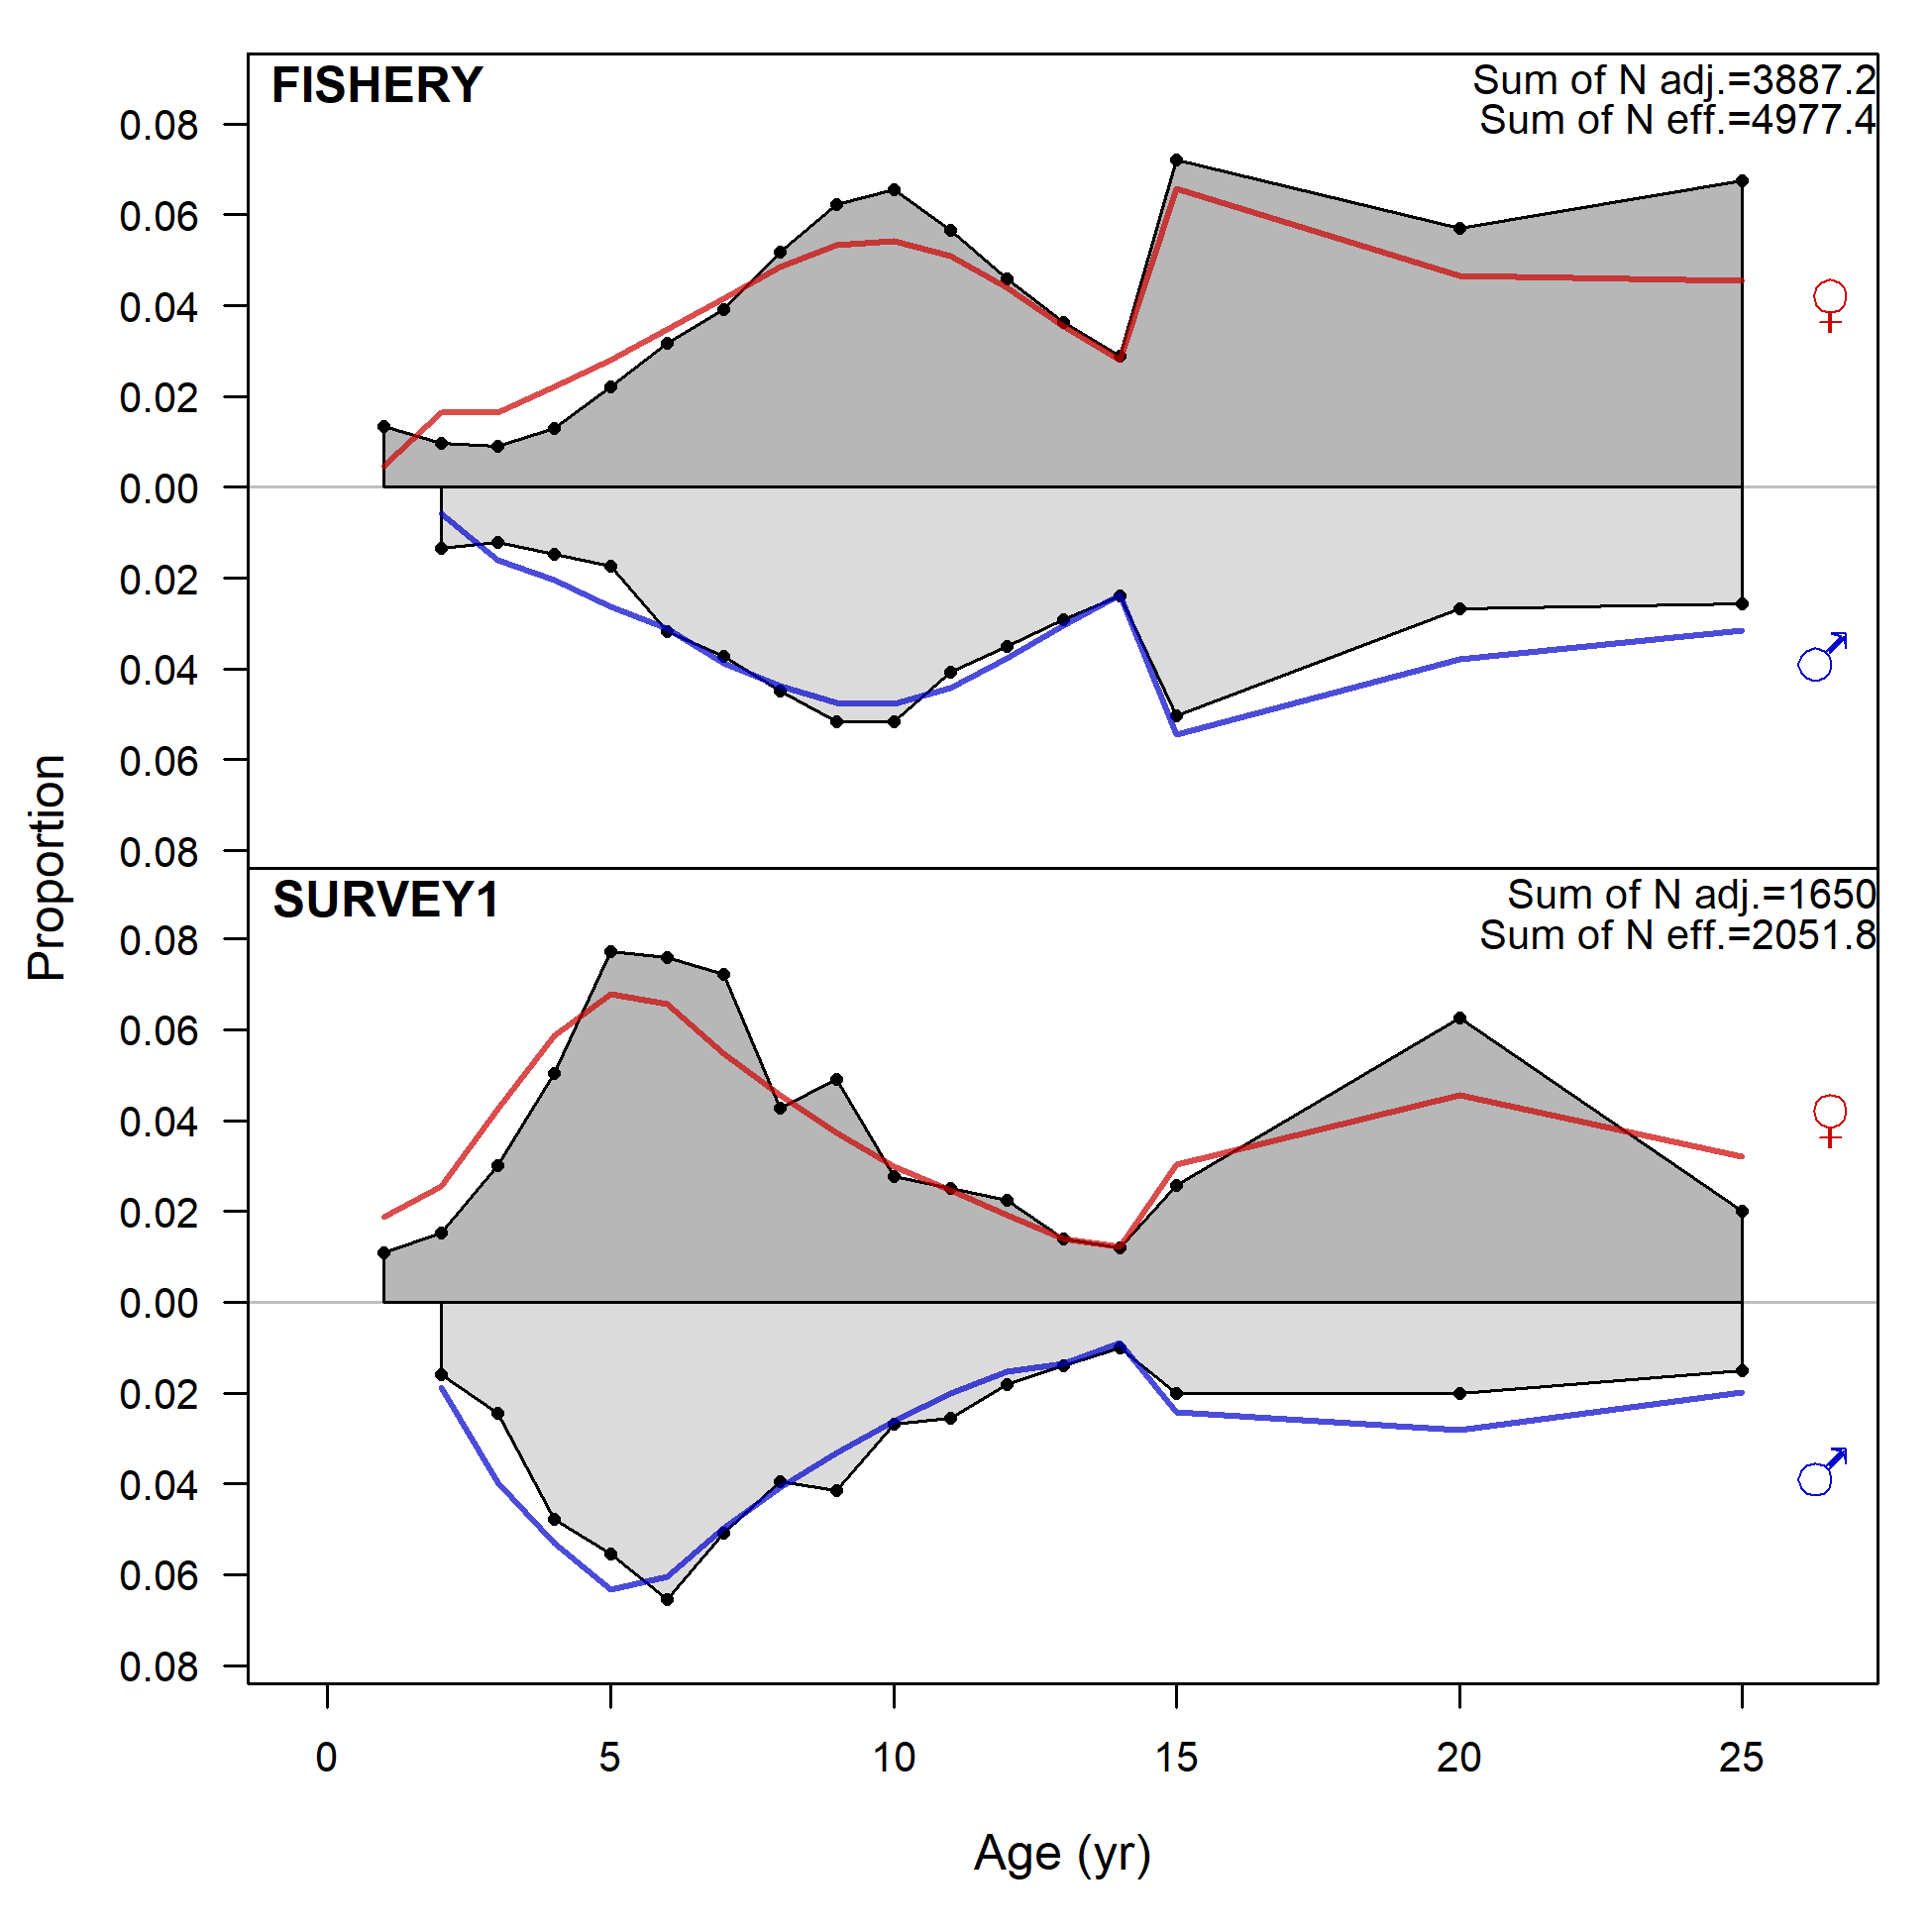 FISHERY
Sum of N adj.=3887.2
Sum of N eff.=4977.4
0.08
0.06
0.04
0.02
0.00
0.02
0.04
0.06
0.08
♀
♂
Proportion
SURVEY1
Sum of N adj.=1650
Sum of N eff.=2051.8
0.08
0.06
0.04
0.02
0.00
0.02
0.04
0.06
0.08
♀
♂
0 5 10 15 20 25
Age (yr)